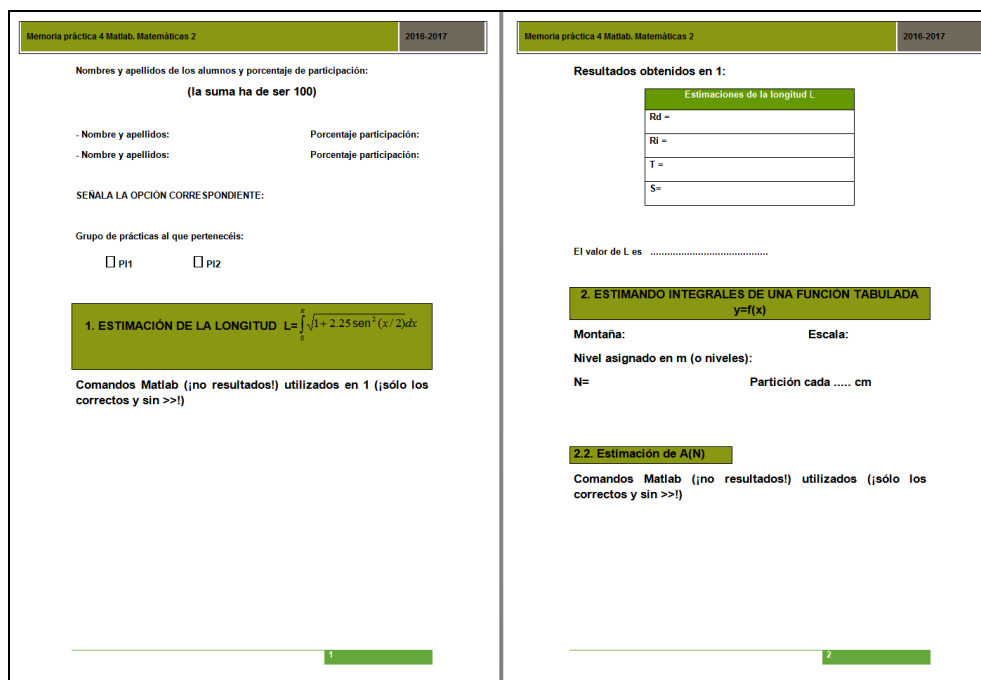 Memoria práctica 4 Matlab. Matemáticas 2 2016-2017
Nombres y apellidos de los alumnos y porcentaje de participación:
(la suma ha de ser 100)
- Nombre y apellidos: Porcentaje participación:
- Nombre y apellidos: Porcentaje participación:
SEÑALA LA OPCIÓN CORRESPONDIENTE:
Grupo de prácticas al que pertenecéis:
☐ PI1 ☐ PI2
1. ESTIMACIÓN DE LA LONGITUD L=∫₀^π √(1+2.25 sen²(x/2)) dx
Comandos Matlab (¡no resultados!) utilizados en 1 (¡sólo los
correctos y sin >>!)
1
Memoria práctica 4 Matlab. Matemáticas 2 2016-2017
Resultados obtenidos en 1:
Estimaciones de la longitud L
Rd =
Ri =
T =
S=
El valor de L es ..........................................
2. ESTIMANDO INTEGRALES DE UNA FUNCIÓN TABULADA
y=f(x)
Montaña: Escala:
Nivel asignado en m (o niveles):
N= Partición cada ..... cm
2.2. Estimación de A(N)
Comandos Matlab (¡no resultados!) utilizados (¡sólo los
correctos y sin >>!)
2